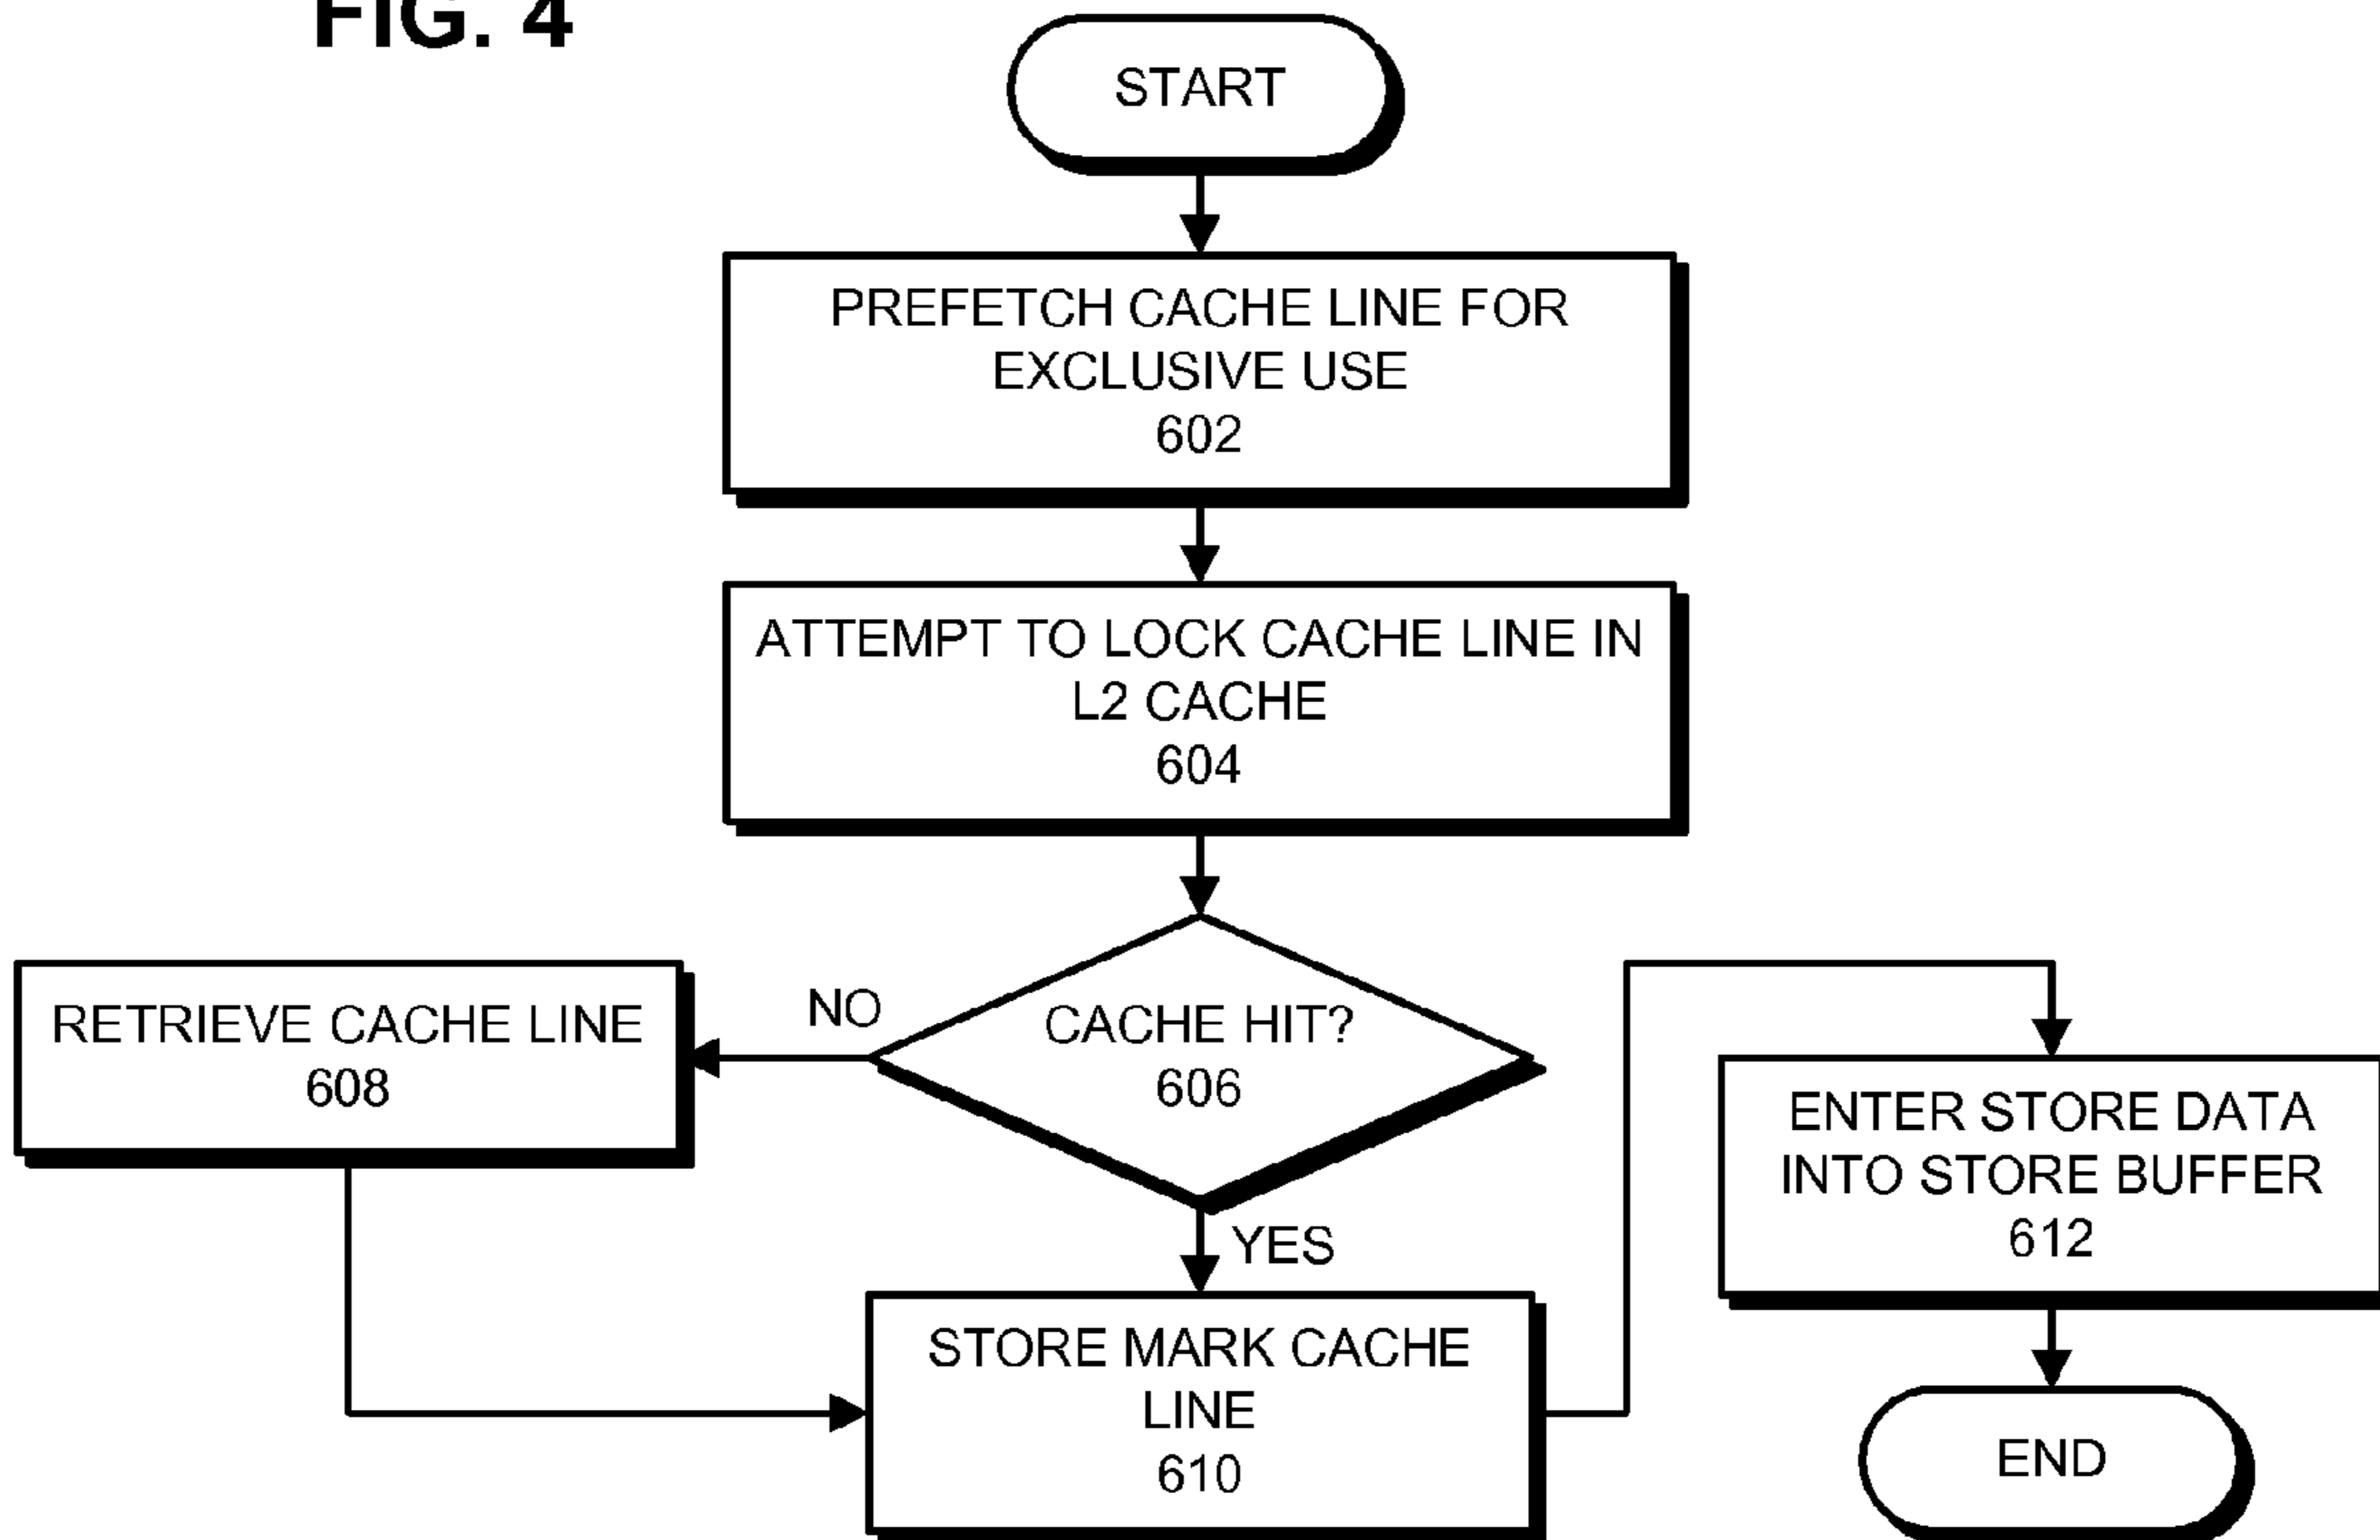 FIG. 4
START
PREFETCH CACHE LINE FOR
EXCLUSIVE USE
602
ATTEMPT TO LOCK CACHE LINE IN
L2 CACHE
604
CACHE HIT?
606
NO
RETRIEVE CACHE LINE
608
YES
STORE MARK CACHE
LINE
610
ENTER STORE DATA
INTO STORE BUFFER
612
END